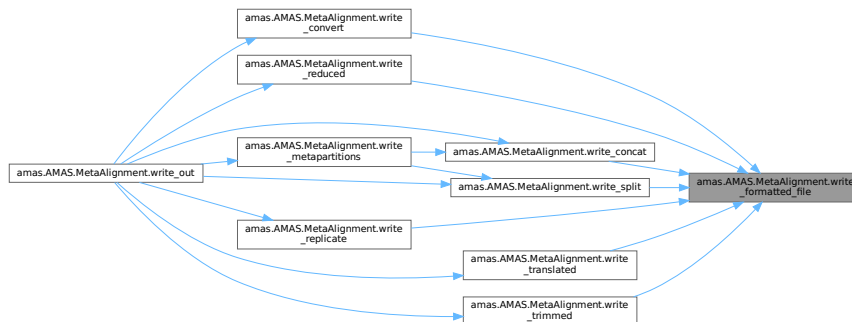 amas.AMAS.MetaAlignment.write
_convert
amas.AMAS.MetaAlignment.write
_reduced
amas.AMAS.MetaAlignment.write
_metapartitions
amas.AMAS.MetaAlignment.write_concat
amas.AMAS.MetaAlignment.write_out
amas.AMAS.MetaAlignment.write_split
amas.AMAS.MetaAlignment.write
_formatted_file
amas.AMAS.MetaAlignment.write
_replicate
amas.AMAS.MetaAlignment.write
_translated
amas.AMAS.MetaAlignment.write
_trimmed